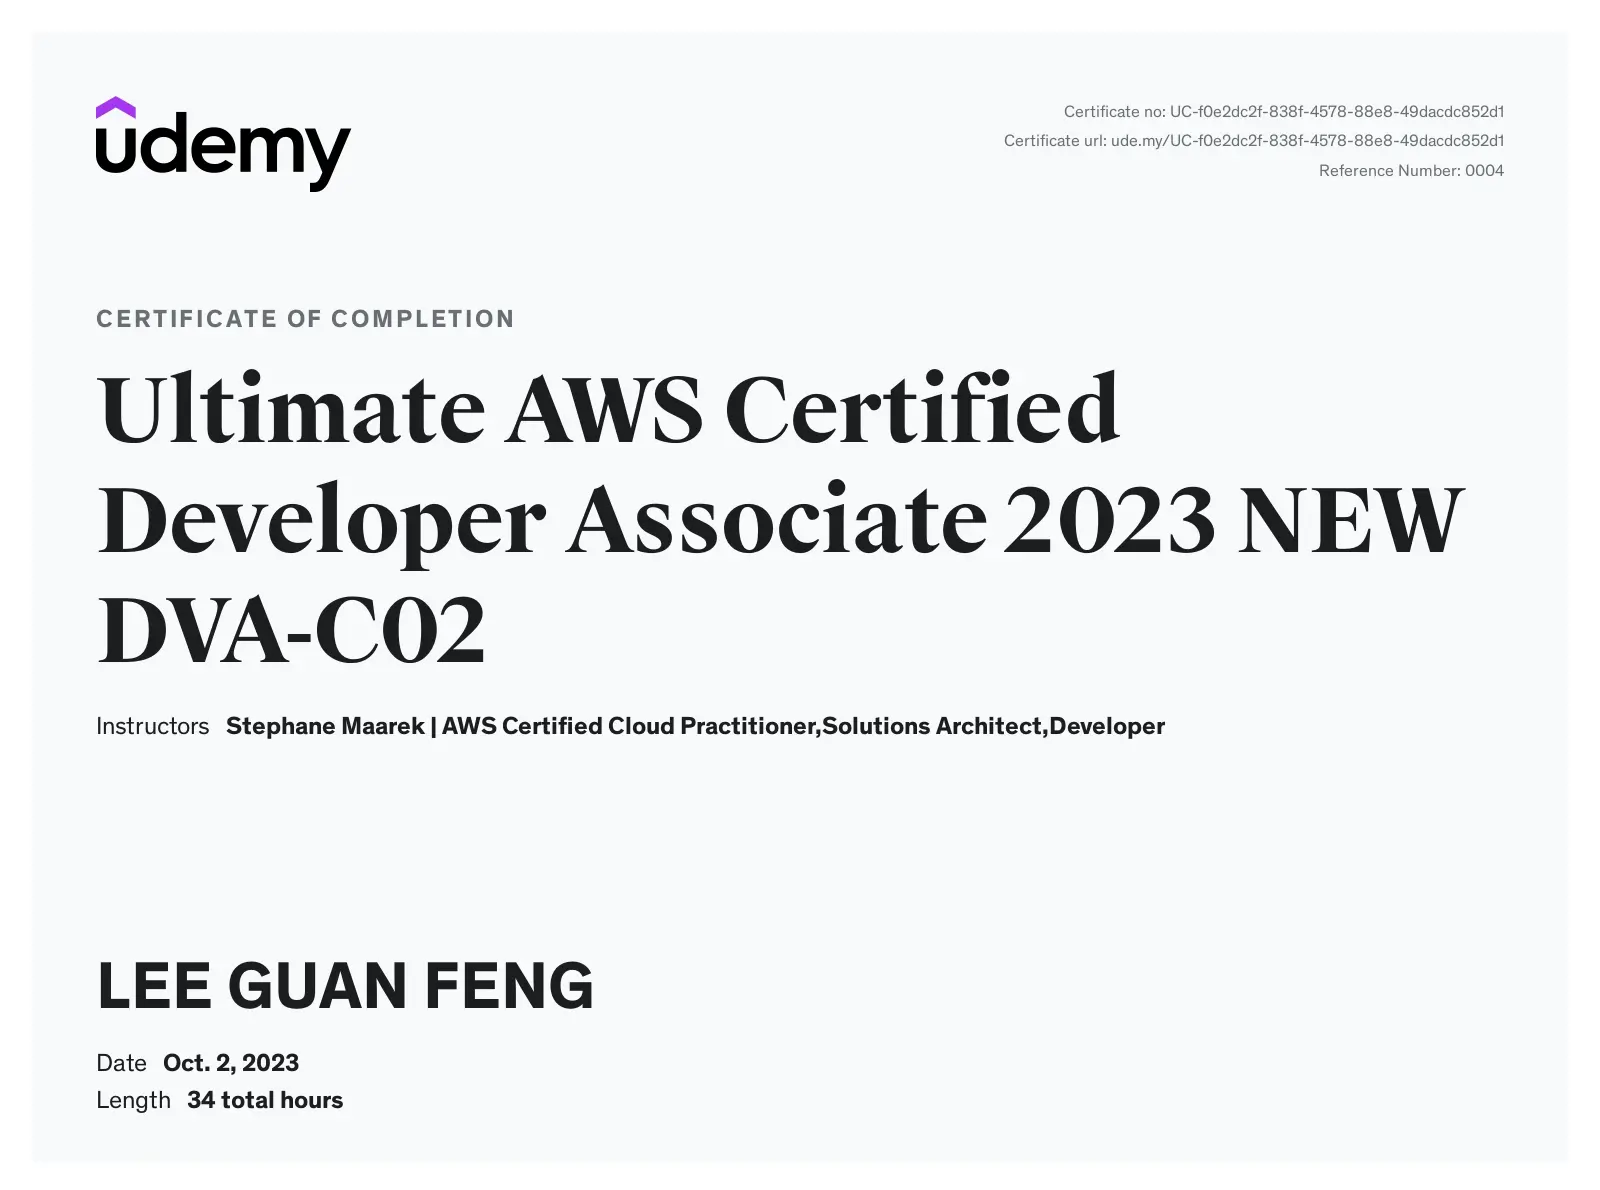 udemy
Certificate no: UC-f0e2dc2f-838f-4578-88e8-49dacdc852d1
Certificate url: ude.my/UC-f0e2dc2f-838f-4578-88e8-49dacdc852d1
Reference Number: 0004
CERTIFICATE OF COMPLETION
Ultimate AWS Certified
Developer Associate 2023 NEW
DVA-C02
Instructors Stephane Maarek | AWS Certified Cloud Practitioner,Solutions Architect,Developer
LEE GUAN FENG
Date Oct. 2, 2023
Length 34 total hours